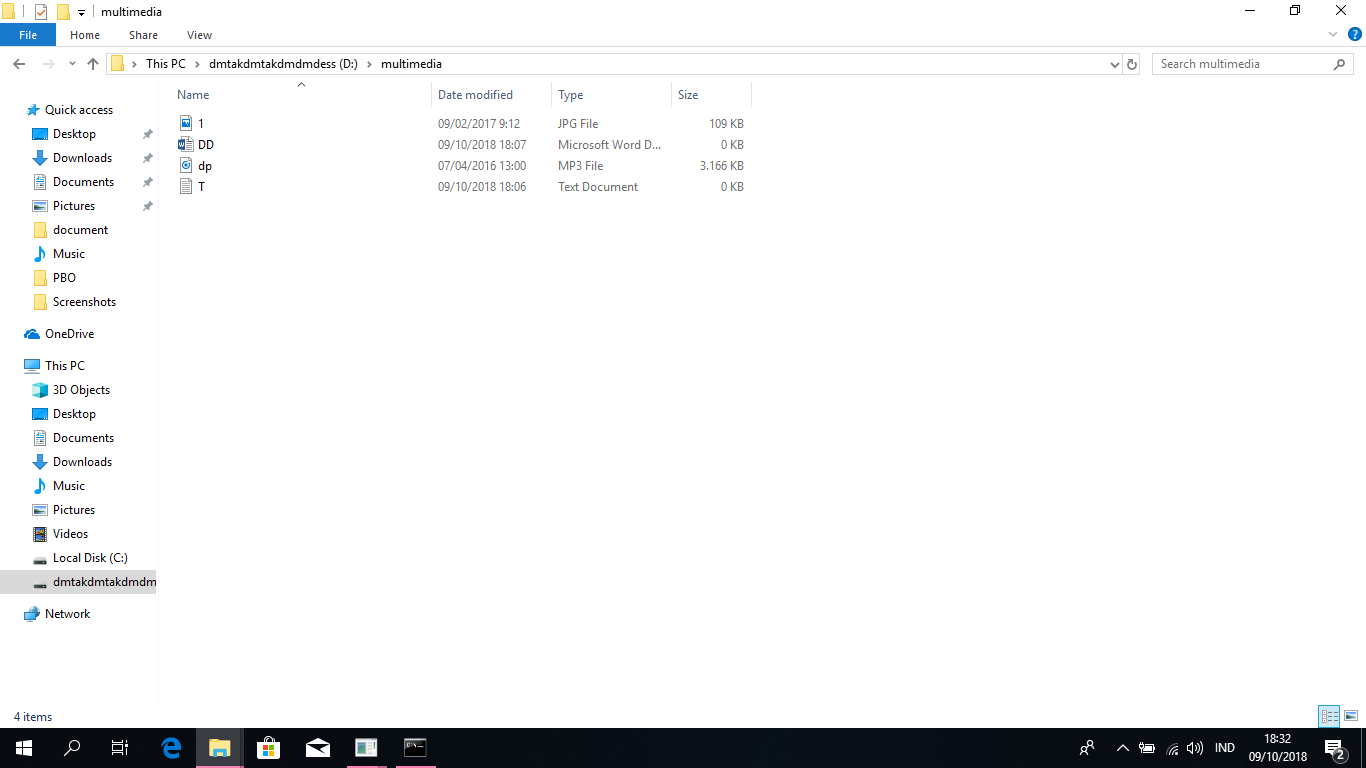 multimedia
File Home Share View
This PC dmtakdmtakdmdmdess (D:) multimedia
Search multimedia
Name Date modified Type Size
1 09/02/2017 9:12 JPG File 109 KB
DD 09/10/2018 18:07 Microsoft Word D... 0 KB
dp 07/04/2016 13:00 MP3 File 3.166 KB
T 09/10/2018 18:06 Text Document 0 KB
Quick access
Desktop
Downloads
Documents
Pictures
document
Music
PBO
Screenshots
OneDrive
This PC
3D Objects
Desktop
Documents
Downloads
Music
Pictures
Videos
Local Disk (C:)
dmtakdmtakdmdm
Network
4 items
IND
18:32
09/10/2018
2